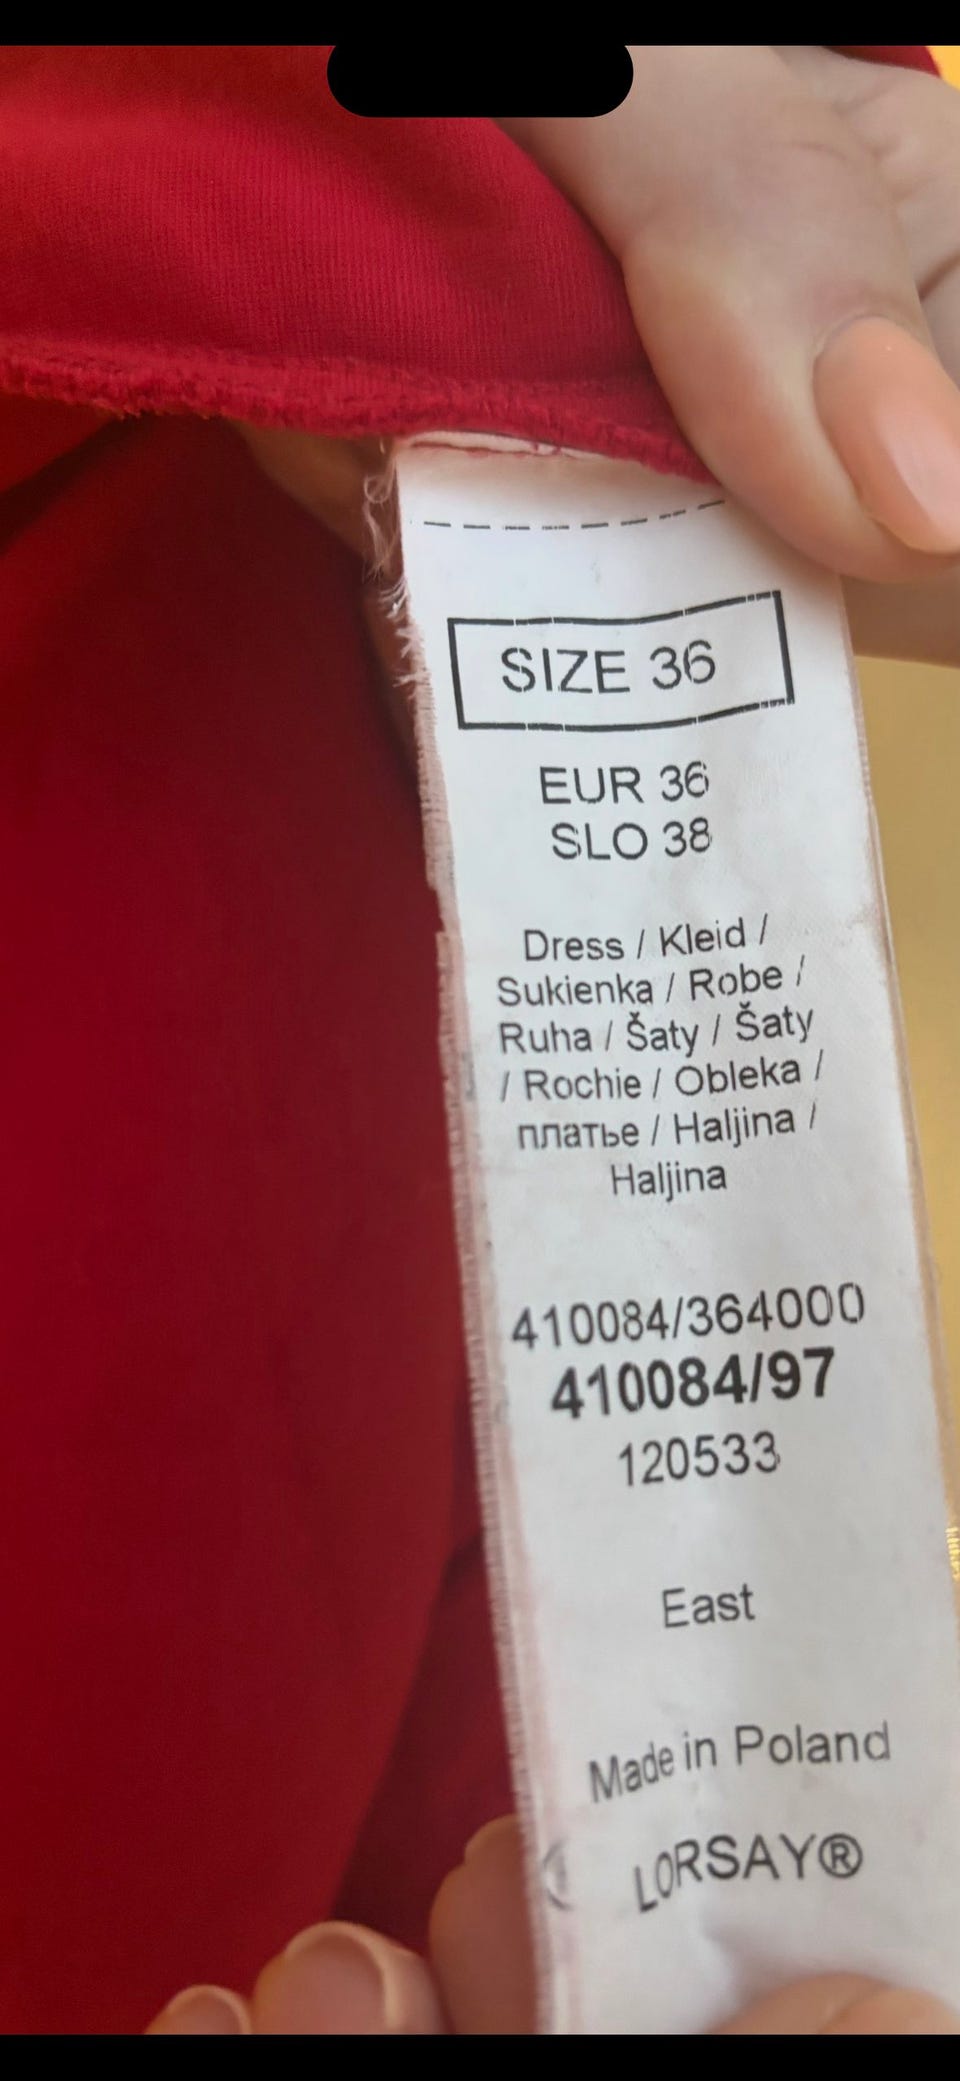 SIZE 36
EUR 36
SLO 38
Dress / Kleid /
Sukienka / Robe /
Ruha / Šaty / Šaty
/ Rochie / Obleka /
платье / Haljina /
Haljina
410084/364000
410084/97
120533
East
Made in Poland
LORSAY®